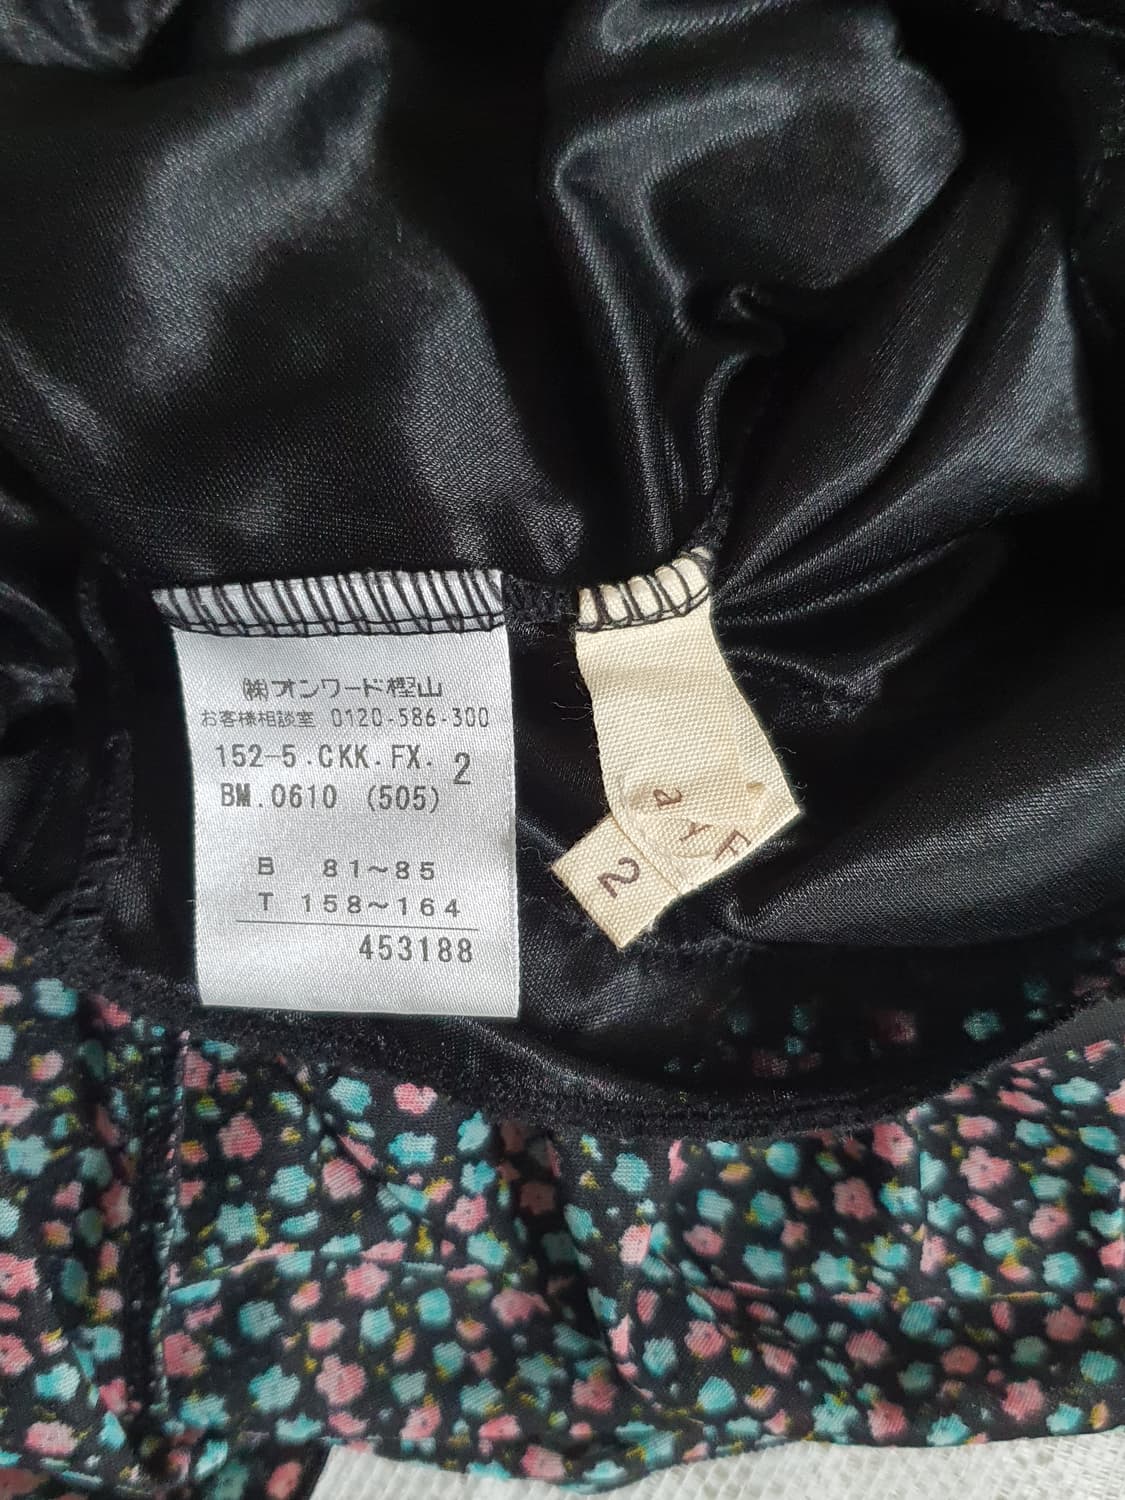 ㈱オンワード樫山
お客様相談室 0120-586-300
152-5.CKK.FX. 2
BM.0610 (505)
B 81~85
T 158~164
453188
2